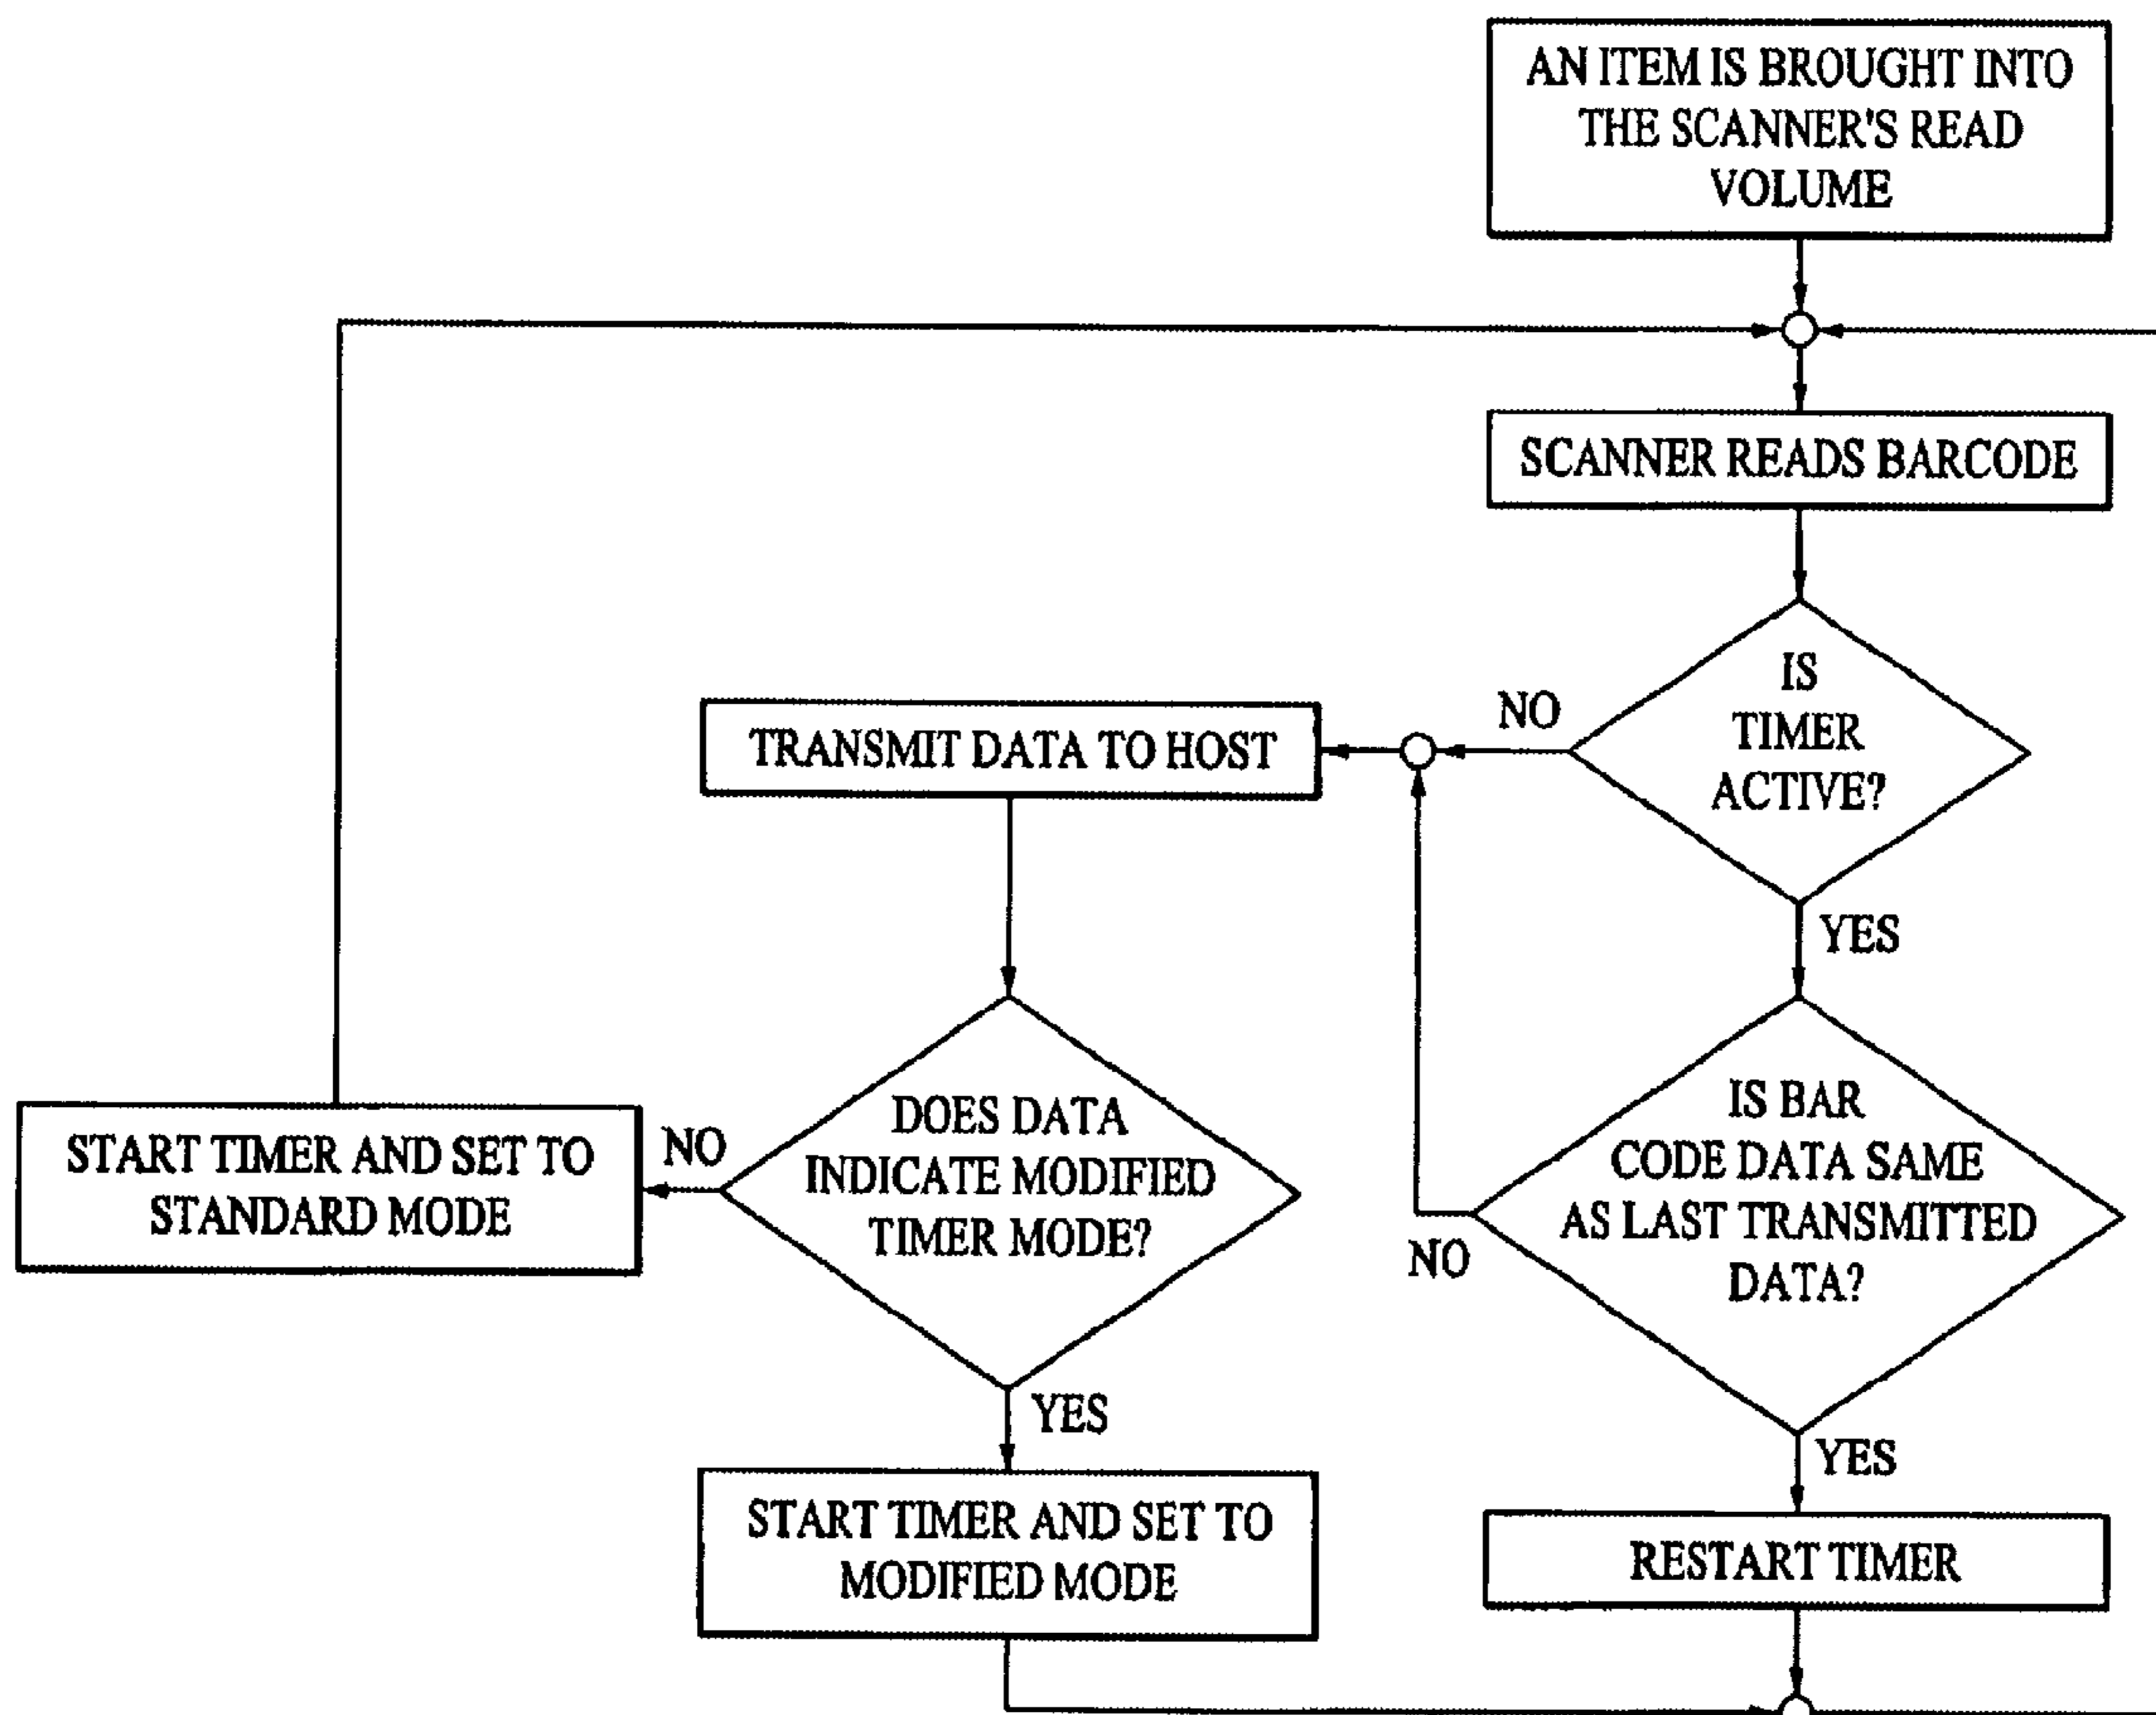 AN ITEM IS BROUGHT INTO
THE SCANNER'S READ
VOLUME
SCANNER READS BARCODE
IS
TIMER
ACTIVE?
NO
YES
TRANSMIT DATA TO HOST
IS BAR
CODE DATA SAME
AS LAST TRANSMITTED
DATA?
NO
YES
DOES DATA
INDICATE MODIFIED
TIMER MODE?
NO
YES
START TIMER AND SET TO
STANDARD MODE
START TIMER AND SET TO
MODIFIED MODE
RESTART TIMER